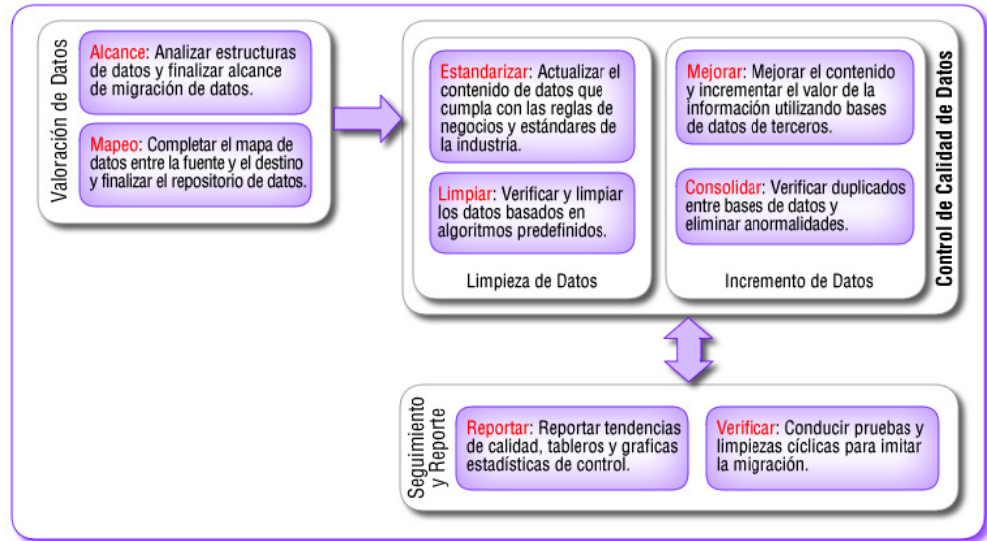 Valoración de Datos
Alcance: Analizar estructuras
de datos y finalizar alcance
de migración de datos.
Mapeo: Completar el mapa de
datos entre la fuente y el destino
y finalizar el repositorio de datos.
Estandarizar: Actualizar el
contenido de datos que
cumpla con las reglas de
negocios y estándares de
la industria.
Limpiar: Verificar y limpiar
los datos basados en
algoritmos predefinidos.
Limpieza de Datos
Mejorar: Mejorar el contenido
y incrementar el valor de la
información utilizando bases
de datos de terceros.
Consolidar: Verificar duplicados
entre bases de datos y
eliminar anormalidades.
Incremento de Datos
Control de Calidad de Datos
Seguimiento
y Reporte
Reportar: Reportar tendencias
de calidad, tableros y graficas
estadísticas de control.
Verificar: Conducir pruebas y
limpiezas cíclicas para imitar
la migración.